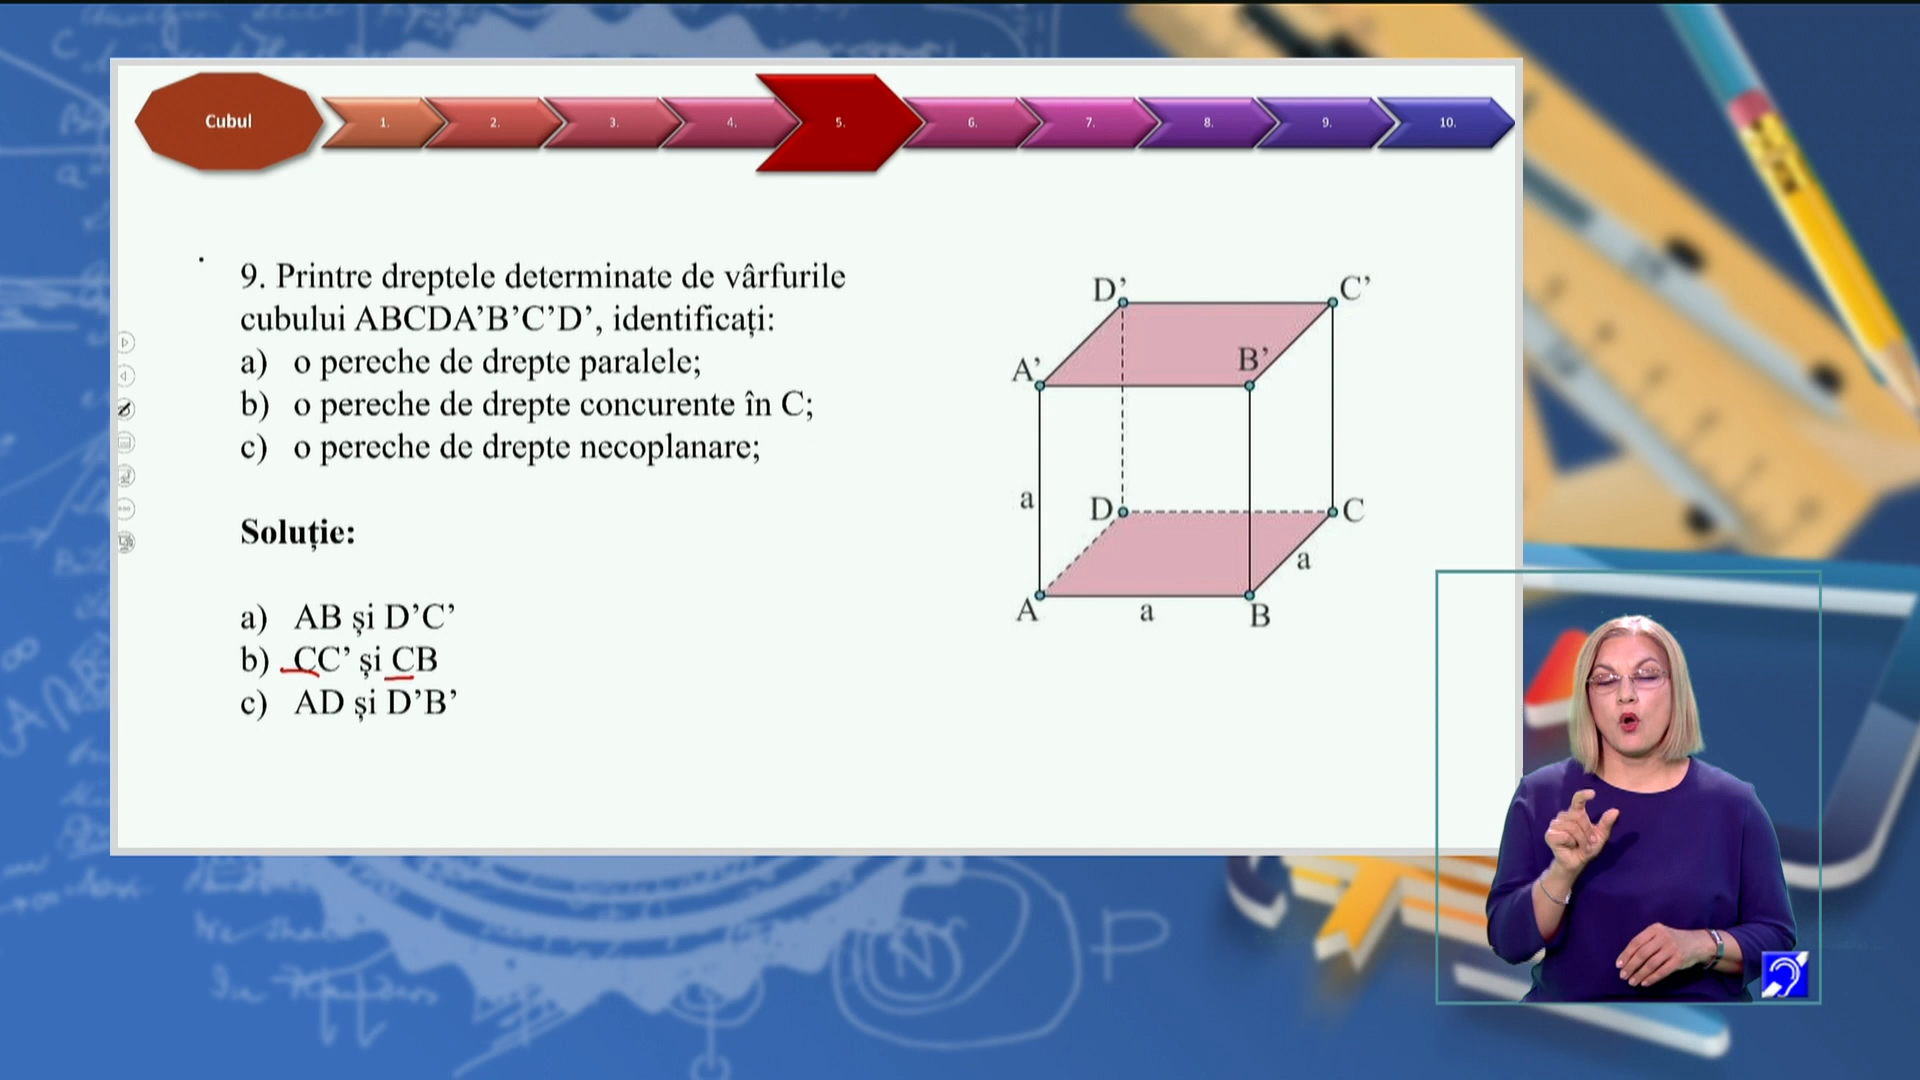 Cubul
1.
2.
3.
4.
5.
6.
7.
8.
9.
10.
9. Printre dreptele determinate de vârfurile
cubului ABCDA’B’C’D’, identificați:
a) o pereche de drepte paralele;
b) o pereche de drepte concurente în C;
c) o pereche de drepte necoplanare;
Soluție:
a) AB și D’C’
b) CC’ și CB
c) AD și D’B’
D’
C’
A’
B’
a
D
C
a
A
a
B